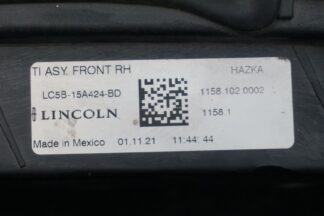 TI ASY. FRONT RH HAZKA
LC5B-15A424-BD 1158.102.0002
LINCOLN 1158.1
Made in Mexico 01.11.21 11:44:44